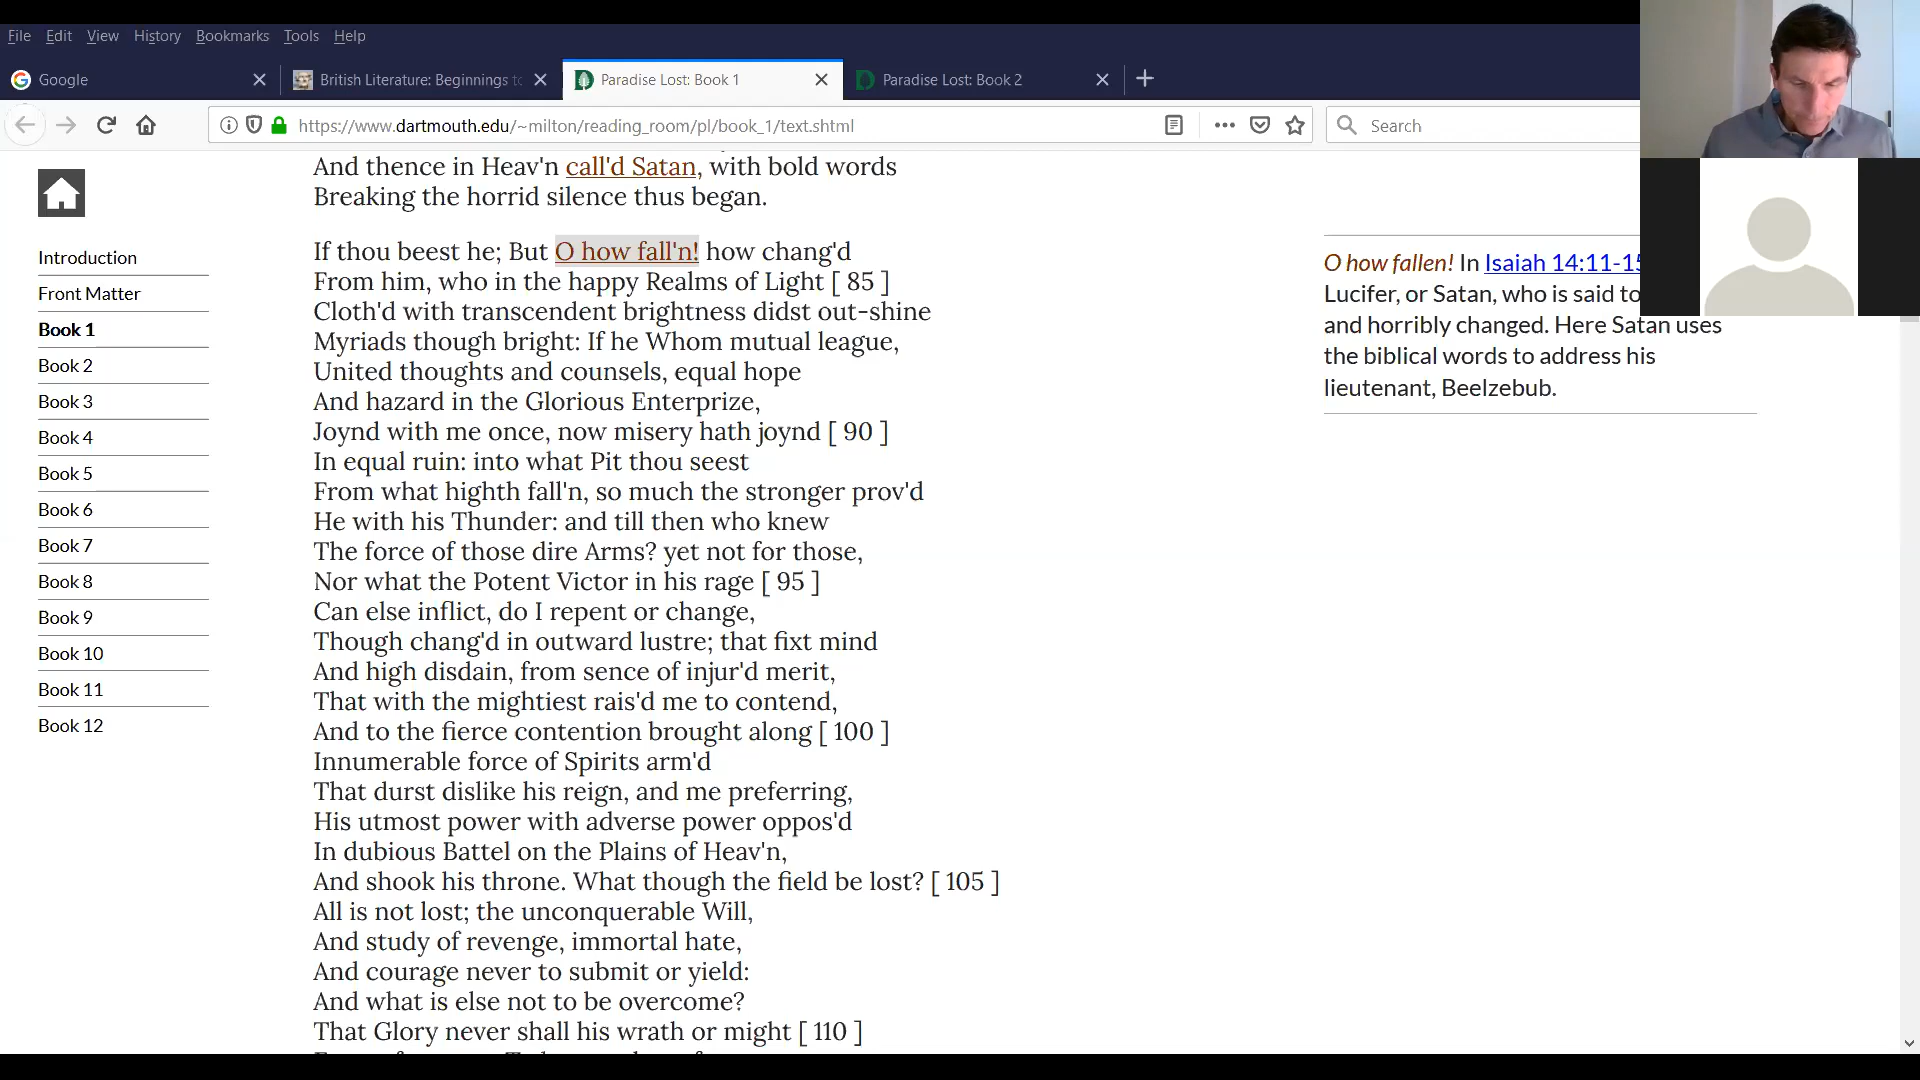 File Edit View History Bookmarks Tools Help
Google
British Literature: Beginnings to
Paradise Lost: Book 1
Paradise Lost: Book 2
https://www.dartmouth.edu/~milton/reading_room/pl/book_1/text.shtml
Search
Introduction
Front Matter
Book 1
Book 2
Book 3
Book 4
Book 5
Book 6
Book 7
Book 8
Book 9
Book 10
Book 11
Book 12
And thence in Heav'n call'd Satan, with bold words
Breaking the horrid silence thus began.
If thou beest he; But O how fall'n! how chang'd
From him, who in the happy Realms of Light [ 85 ]
Cloth'd with transcendent brightness didst out-shine
Myriads though bright: If he Whom mutual league,
United thoughts and counsels, equal hope
And hazard in the Glorious Enterprize,
Joynd with me once, now misery hath joynd [ 90 ]
In equal ruin: into what Pit thou seest
From what highth fall'n, so much the stronger prov'd
He with his Thunder: and till then who knew
The force of those dire Arms? yet not for those,
Nor what the Potent Victor in his rage [ 95 ]
Can else inflict, do I repent or change,
Though chang'd in outward lustre; that fixt mind
And high disdain, from sence of injur'd merit,
That with the mightiest rais'd me to contend,
And to the fierce contention brought along [ 100 ]
Innumerable force of Spirits arm'd
That durst dislike his reign, and me preferring,
His utmost power with adverse power oppos'd
In dubious Battel on the Plains of Heav'n,
And shook his throne. What though the field be lost? [ 105 ]
All is not lost; the unconquerable Will,
And study of revenge, immortal hate,
And courage never to submit or yield:
And what is else not to be overcome?
That Glory never shall his wrath or might [ 110 ]
O how fallen! In Isaiah 14:11-15
Lucifer, or Satan, who is said to
and horribly changed. Here Satan uses
the biblical words to address his
lieutenant, Beelzebub.